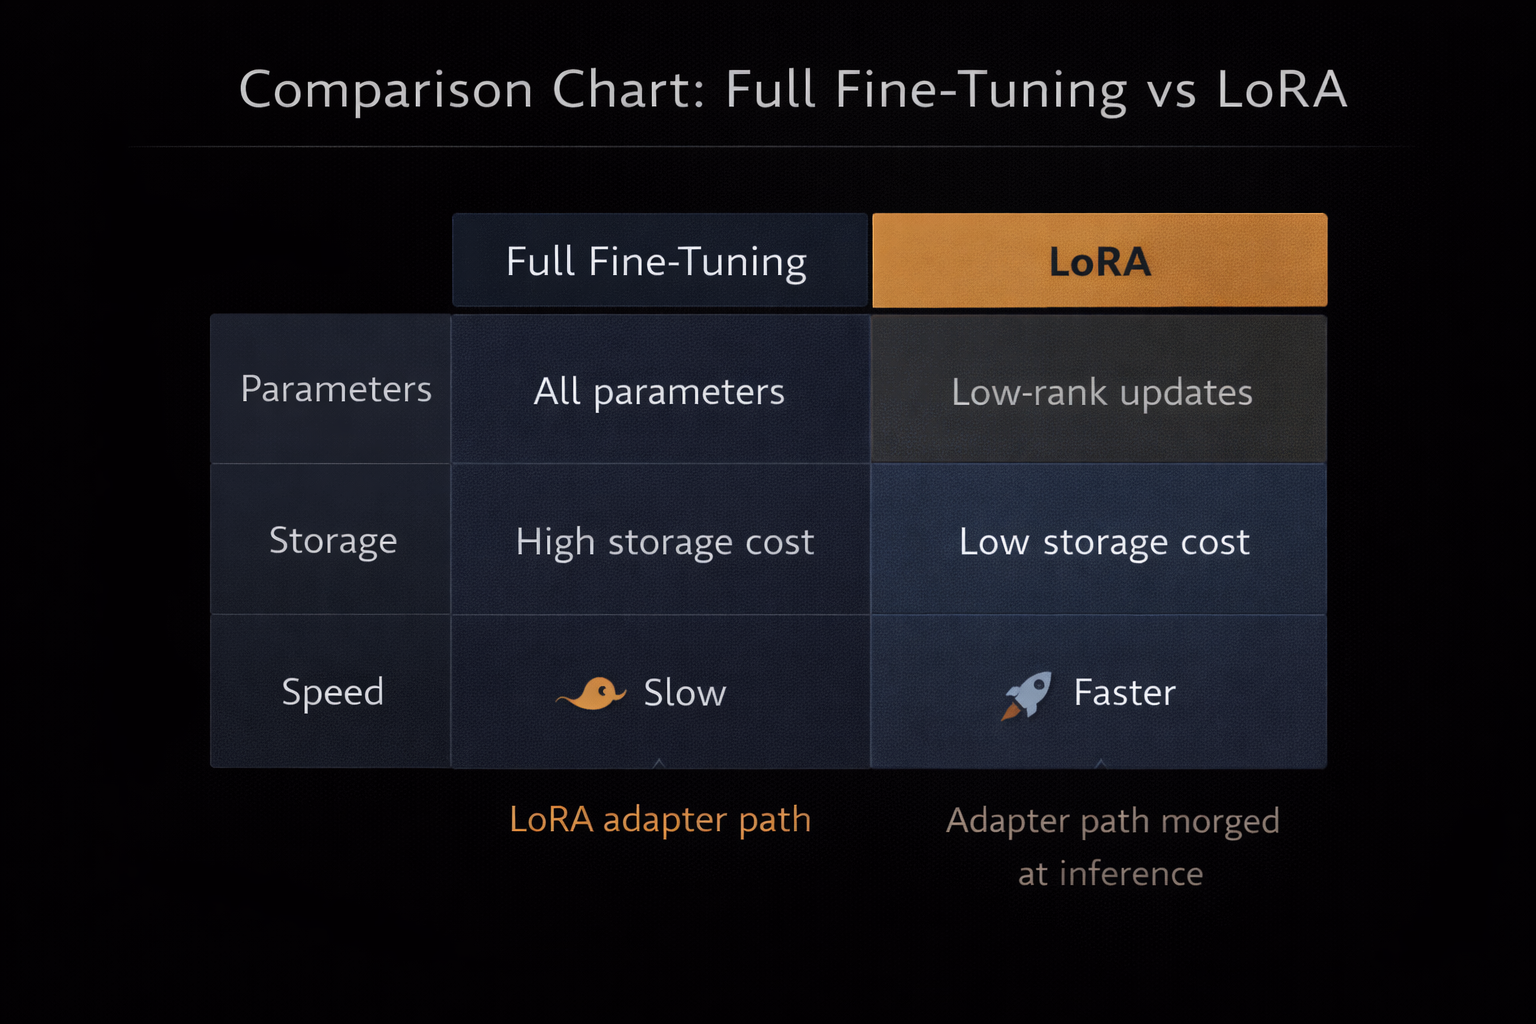 Comparison Chart: Full Fine-Tuning vs LoRA
Full Fine-Tuning
LoRA
Parameters
All parameters
Low-rank updates
Storage
High storage cost
Low storage cost
Speed
Slow
Faster
LoRA adapter path
Adapter path morged
at inference